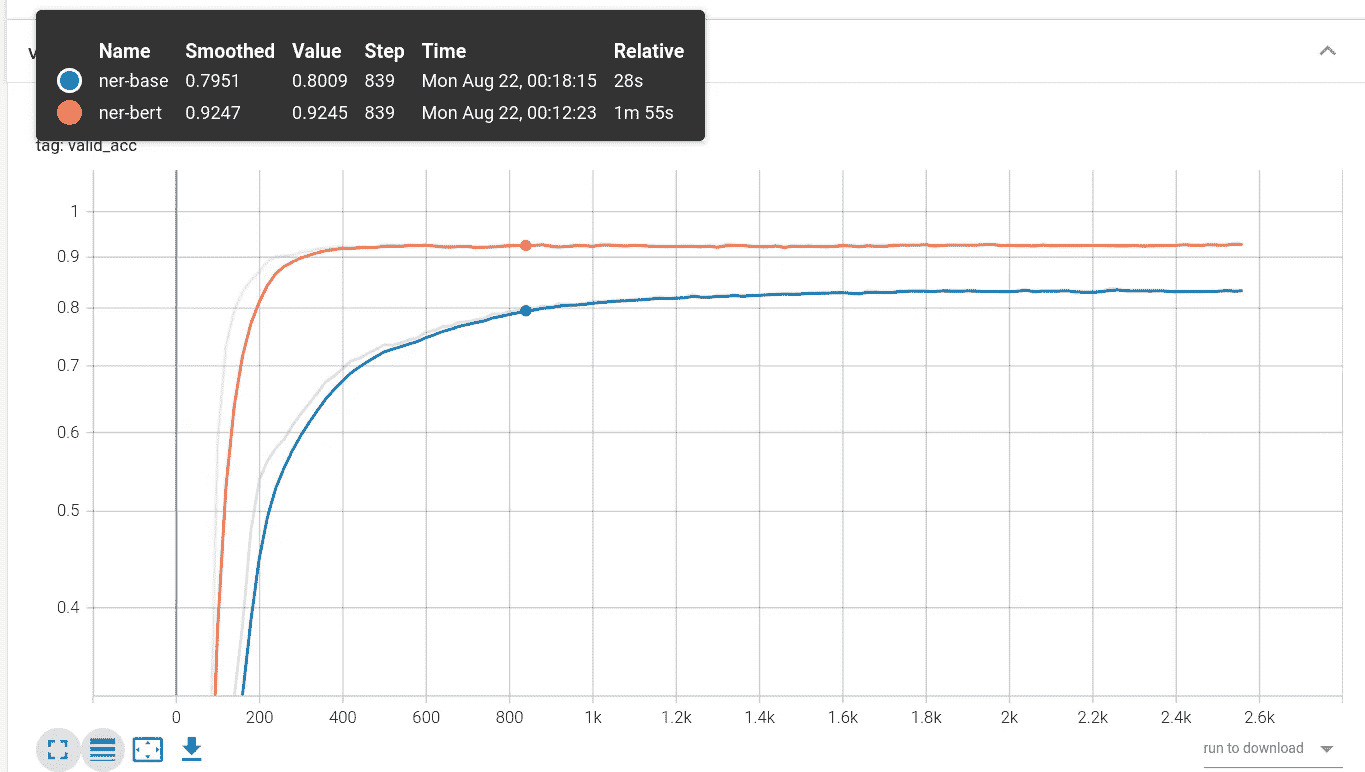 Name Smoothed Value Step Time Relative
ner-base 0.7951 0.8009 839 Mon Aug 22, 00:18:15 28s
ner-bert 0.9247 0.9245 839 Mon Aug 22, 00:12:23 1m 55s
tag: valid_acc
1
0.9
0.8
0.7
0.6
0.5
0.4
0 200 400 600 800 1k 1.2k 1.4k 1.6k 1.8k 2k 2.2k 2.4k 2.6k
run to download